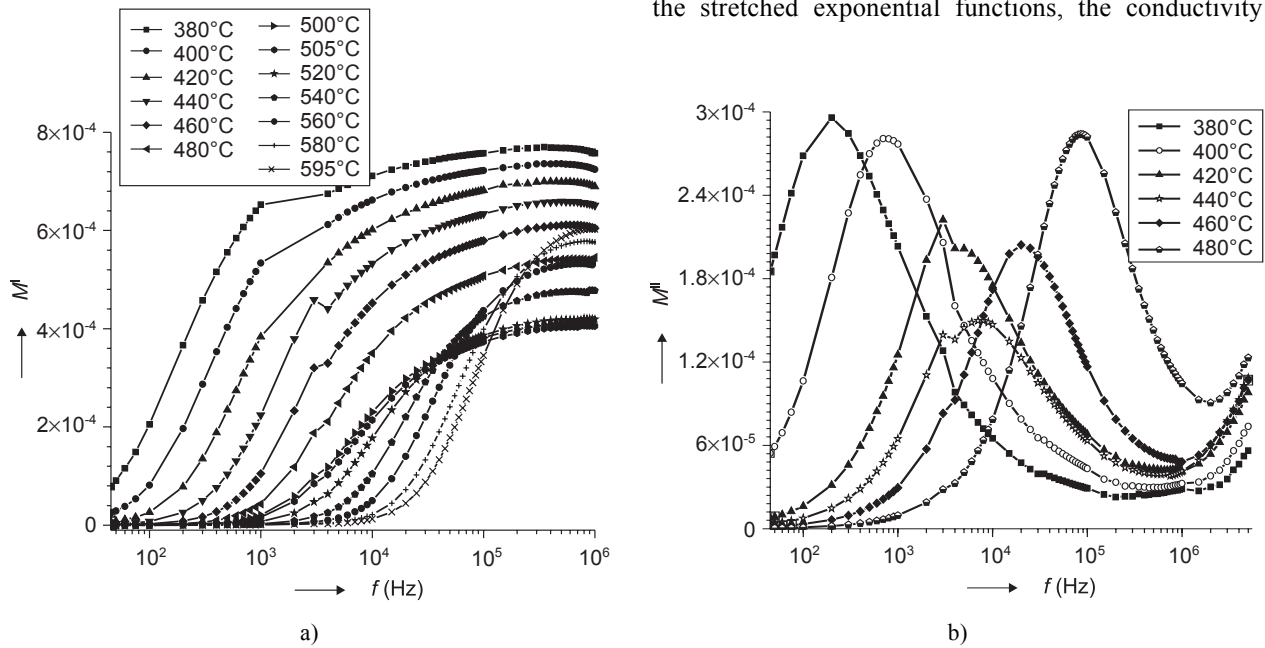 the stretched exponential functions, the conductivity
380°C
400°C
420°C
440°C
460°C
480°C
500°C
505°C
520°C
540°C
560°C
580°C
595°C
8×10⁻⁴
6×10⁻⁴
4×10⁻⁴
2×10⁻⁴
0
Mᴵ
10²
10³
10⁴
10⁵
10⁶
f (Hz)
a)
380°C
400°C
420°C
440°C
460°C
480°C
3×10⁻⁴
2.4×10⁻⁴
1.8×10⁻⁴
1.2×10⁻⁴
6×10⁻⁵
0
Mᴵᴵ
10²
10³
10⁴
10⁵
10⁶
f (Hz)
b)